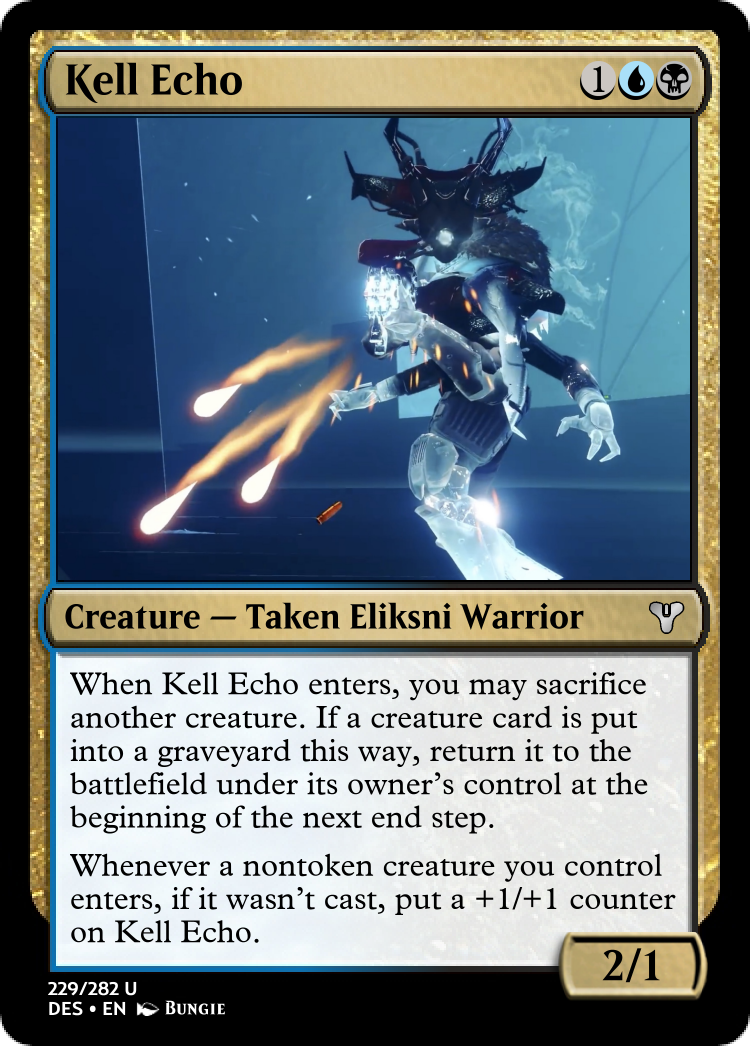 Kell Echo
1
Creature — Taken Eliksni Warrior
When Kell Echo enters, you may sacrifice
another creature. If a creature card is put
into a graveyard this way, return it to the
battlefield under its owner's control at the
beginning of the next end step.
Whenever a nontoken creature you control
enters, if it wasn't cast, put a +1/+1 counter
on Kell Echo.
2/1
229/282 U
DES • EN Bungie